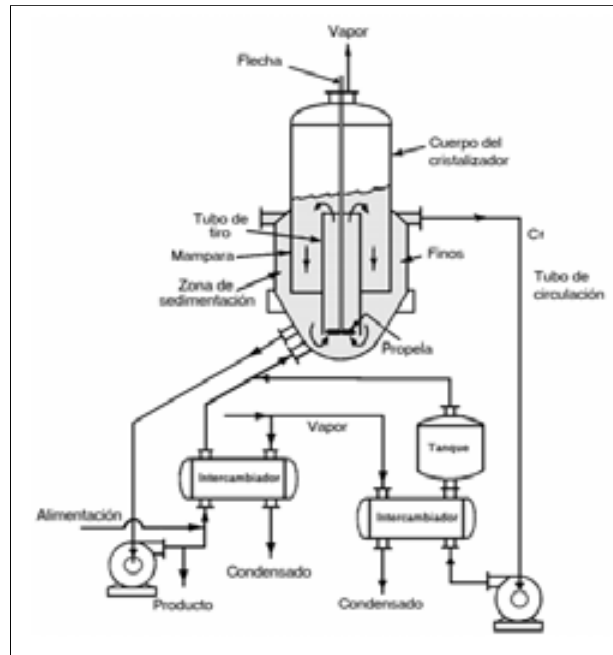 Vapor
Flecha
Cuerpo del
cristalizador
Tubo de
tiro
Mampara
Zona de
sedimentación
Finos
Tubo de
circulación
Propela
Vapor
Tanque
Intercambiador
Intercambiador
Alimentación
Condensado
Condensado
Producto